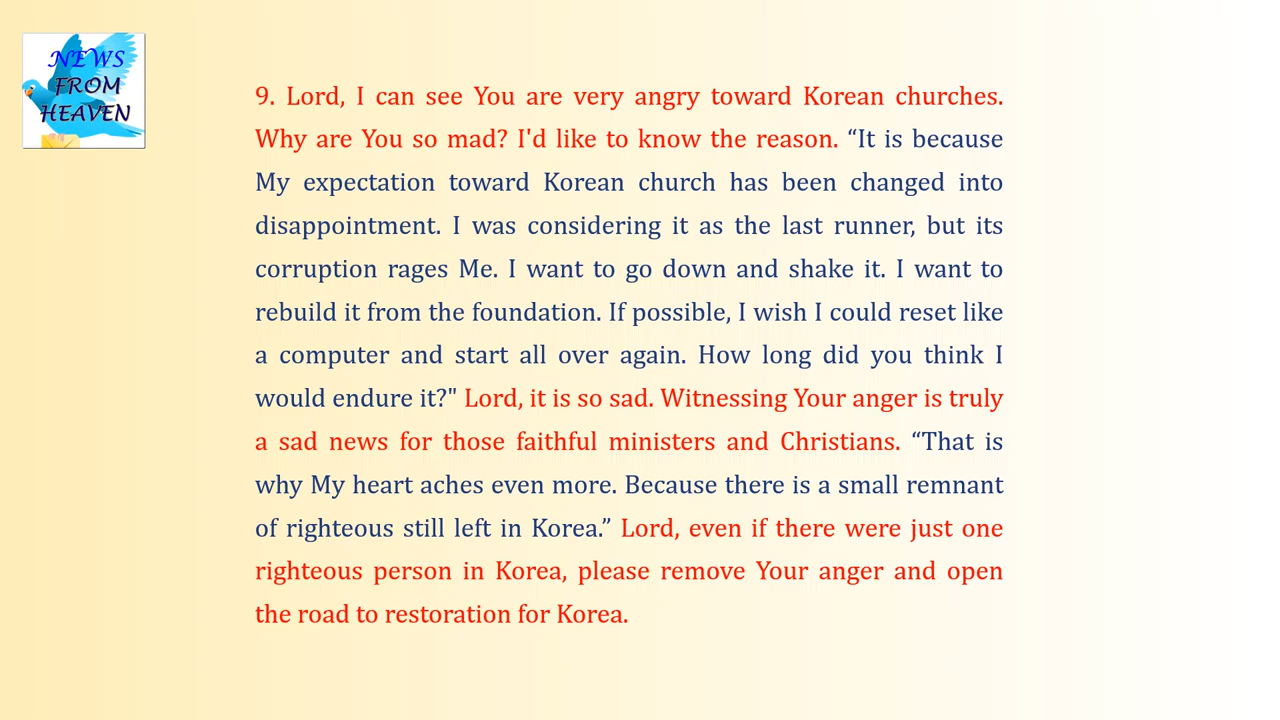 NEWS
FROM
HEAVEN
9. Lord, I can see You are very angry toward Korean churches.
Why are You so mad? I'd like to know the reason. “It is because
My expectation toward Korean church has been changed into
disappointment. I was considering it as the last runner, but its
corruption rages Me. I want to go down and shake it. I want to
rebuild it from the foundation. If possible, I wish I could reset like
a computer and start all over again. How long did you think I
would endure it?" Lord, it is so sad. Witnessing Your anger is truly
a sad news for those faithful ministers and Christians. “That is
why My heart aches even more. Because there is a small remnant
of righteous still left in Korea.” Lord, even if there were just one
righteous person in Korea, please remove Your anger and open
the road to restoration for Korea.